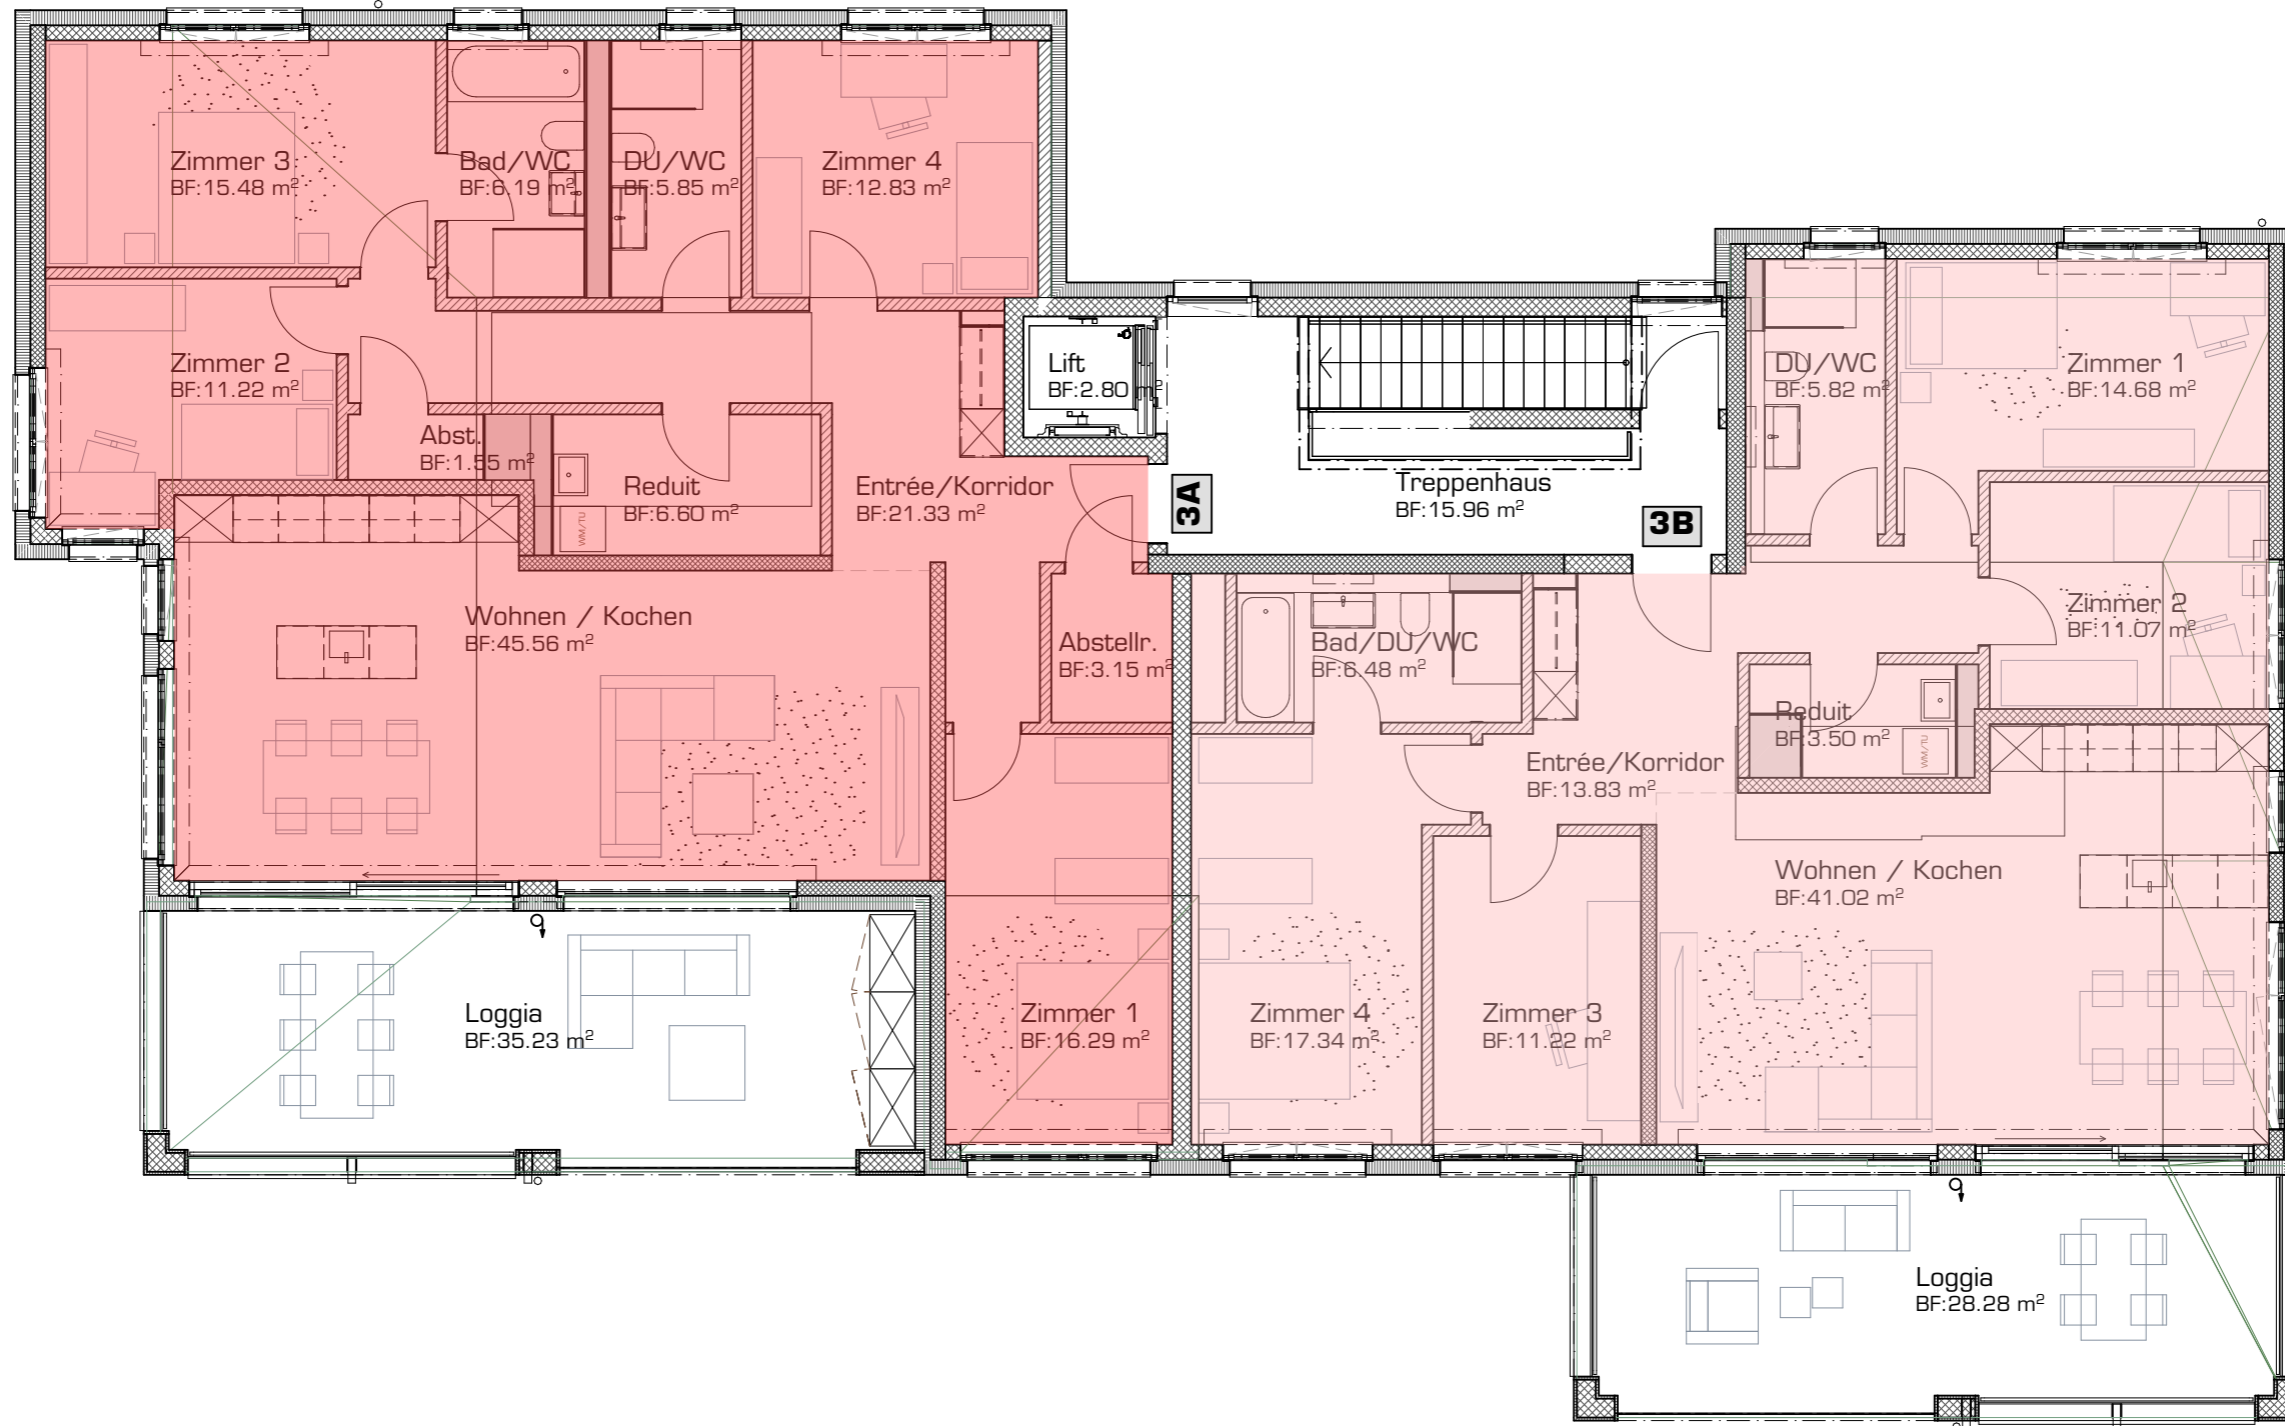 Zimmer 3
BF:15.48 m²
Bad/WC
BF:6.19 m²
DU/WC
BF:5.85 m²
Zimmer 4
BF:12.83 m²
Zimmer 2
BF:11.22 m²
Abst.
BF:1.55 m²
Reduit
BF:6.60 m²
WM/TU
Entrée/Korridor
BF:21.33 m²
Lift
BF:2.80 m²
3A
Treppenhaus
BF:15.96 m²
3B
DU/WC
BF:5.82 m²
Zimmer 1
BF:14.68 m²
Wohnen / Kochen
BF:45.56 m²
Abstellr.
BF:3.15 m²
Bad/DU/WC
BF:6.48 m²
Zimmer 2
BF:11.07 m²
Reduit
BF:3.50 m²
WM/TU
Entrée/Korridor
BF:13.83 m²
Wohnen / Kochen
BF:41.02 m²
Loggia
BF:35.23 m²
Zimmer 1
BF:16.29 m²
Zimmer 4
BF:17.34 m²
Zimmer 3
BF:11.22 m²
Loggia
BF:28.28 m²